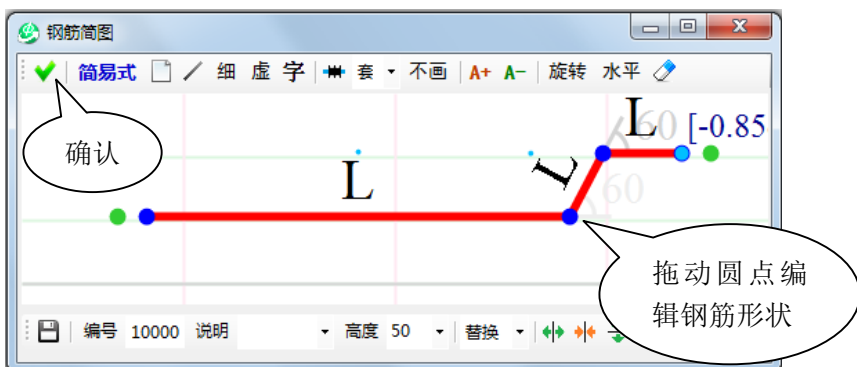 钢筋简图
简易式 细 虚 字 套 不画 A+ A- 旋转 水平
确认
L L L 60 [-0.85
60
拖动圆点编
辑钢筋形状
编号 10000 说明 高度 50 替换